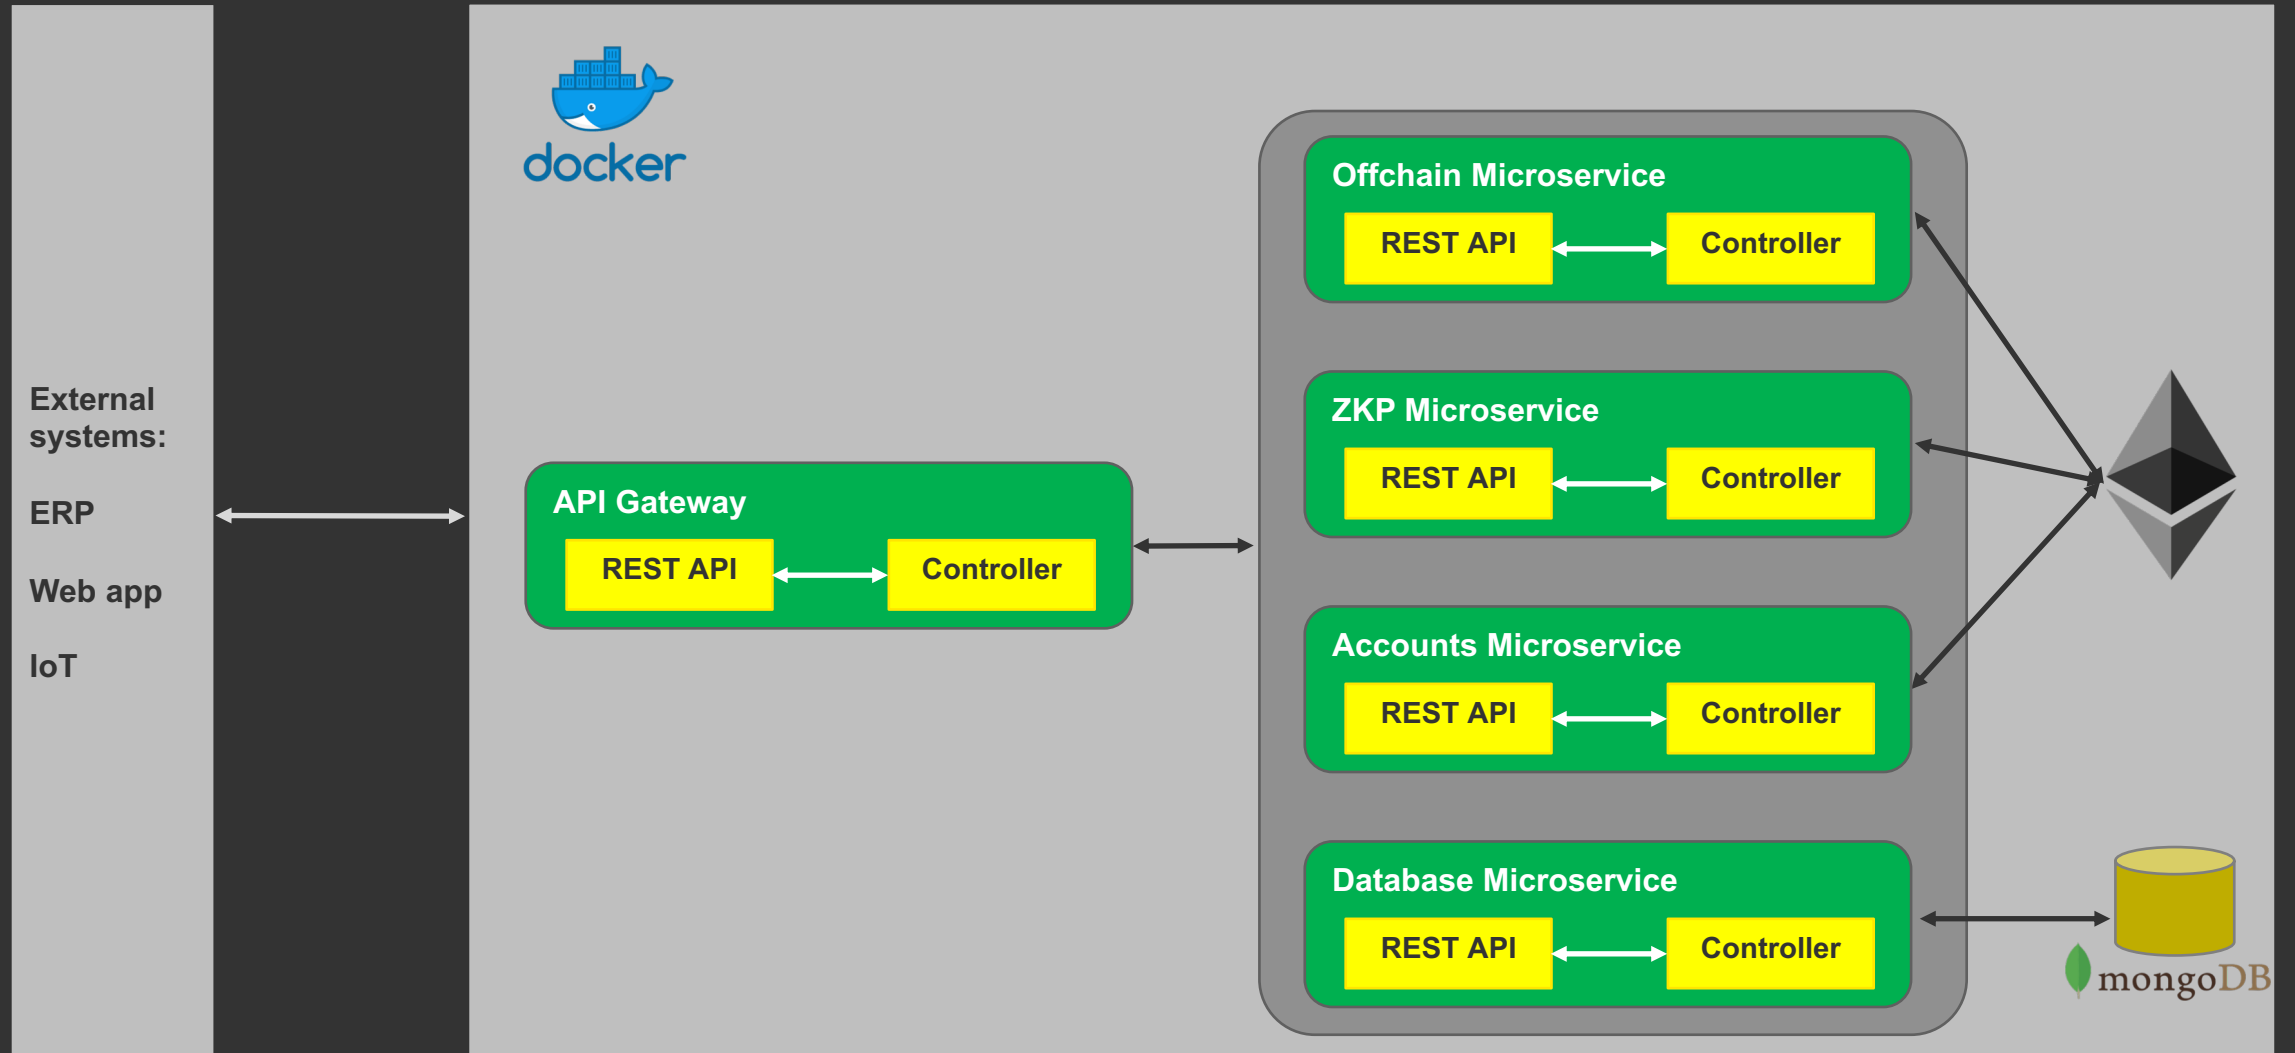 docker
External
systems:
ERP
Web app
IoT
API Gateway
REST API
Controller
Offchain Microservice
REST API
Controller
ZKP Microservice
REST API
Controller
Accounts Microservice
REST API
Controller
Database Microservice
REST API
Controller
mongoDB